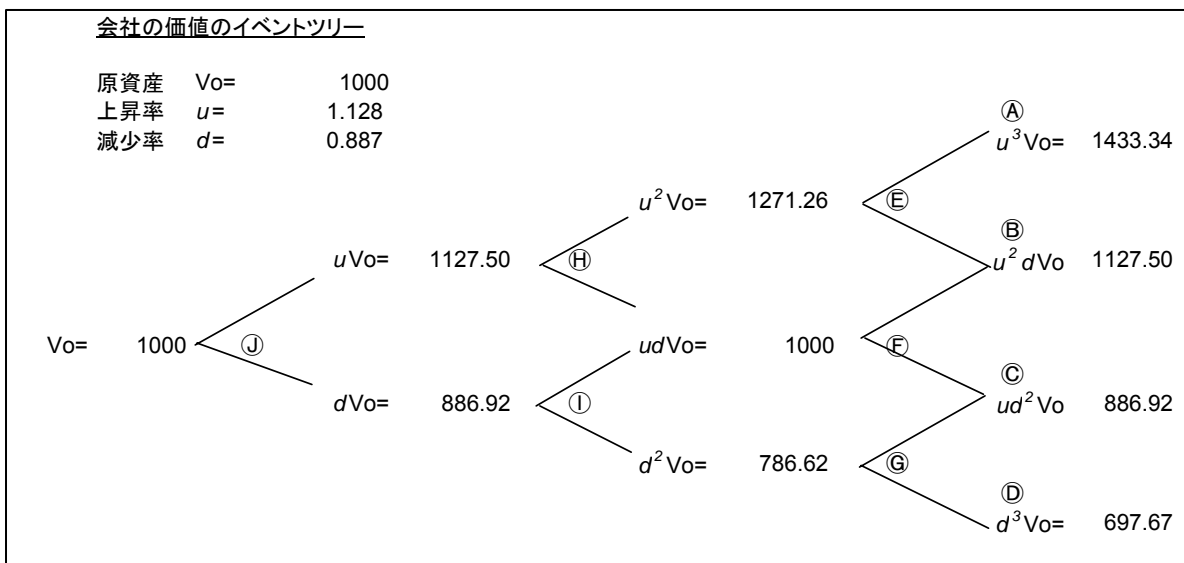 会社の価値のイベントツリー
原資産 Vo= 1000
上昇率 u= 1.128
減少率 d= 0.887
Ⓐ
u³Vo= 1433.34
u²Vo= 1271.26 Ⓔ
Ⓑ
uVo= 1127.50 Ⓗ u²dVo 1127.50
Vo= 1000 Ⓙ udVo= 1000 Ⓕ
Ⓒ
dVo= 886.92 Ⓘ ud²Vo 886.92
d²Vo= 786.62 Ⓖ
Ⓓ
d³Vo= 697.67